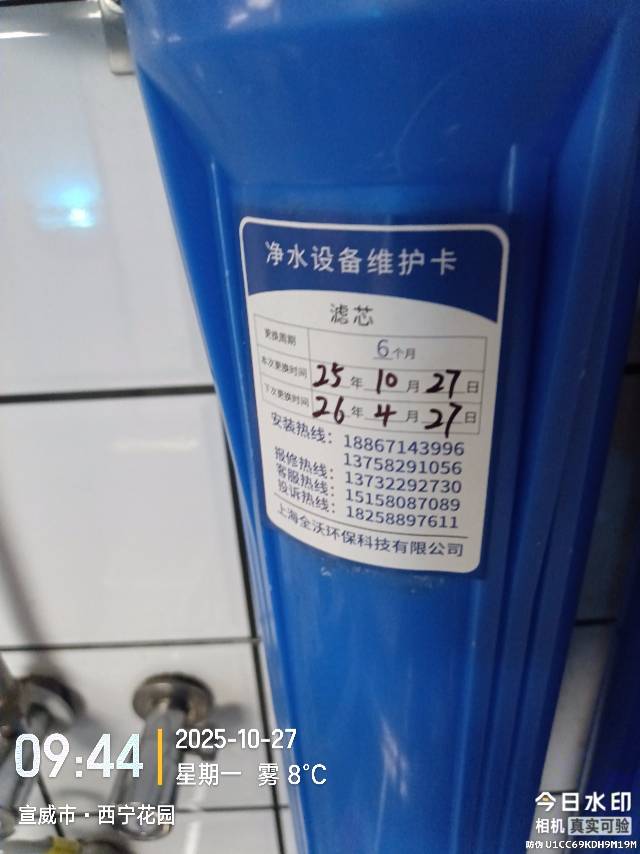 净水设备维护卡
滤芯
更换周期 6个月
本次更换时间 25年10月27日
下次更换时间 26年4月27日
安装热线：18867143996
13758291056
报修热线：13732292730
客服热线：15158087089
投诉热线：18258897611
上海全沃环保科技有限公司
09:44
2025-10-27
星期一 雾 8℃
宣威市·西宁花园
今日水印
相机 真实可验
防伪 U1CC69KDH9M19M